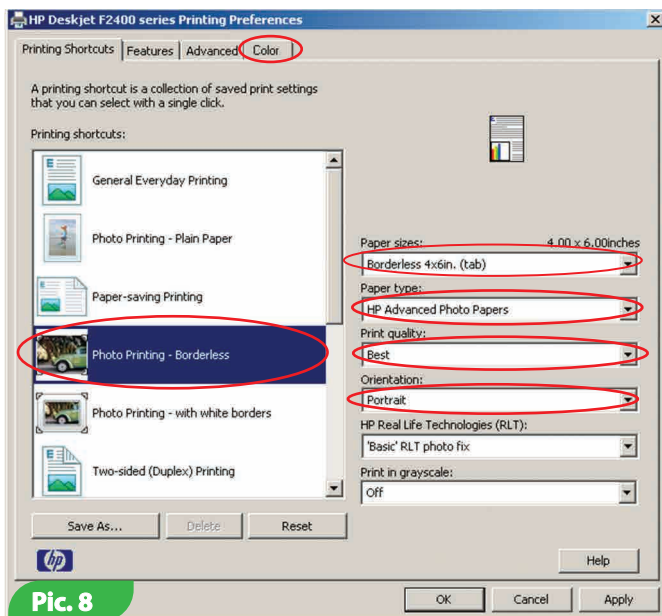 HP Deskjet F2400 series Printing Preferences
Printing Shortcuts Features Advanced Color
A printing shortcut is a collection of saved print settings
that you can select with a single click.
Printing shortcuts:
General Everyday Printing
Photo Printing - Plain Paper
Paper-saving Printing
Photo Printing - Borderless
Photo Printing - with white borders
Two-sided (Duplex) Printing
Save As... Delete Reset
Paper sizes: 4.00 x 6.00inches
Borderless 4x6in. (tab)
Paper type:
HP Advanced Photo Papers
Print quality:
Best
Orientation:
Portrait
HP Real Life Technologies (RLT):
'Basic' RLT photo fix
Print in grayscale:
Off
hp
Help
Pic. 8
OK Cancel Apply